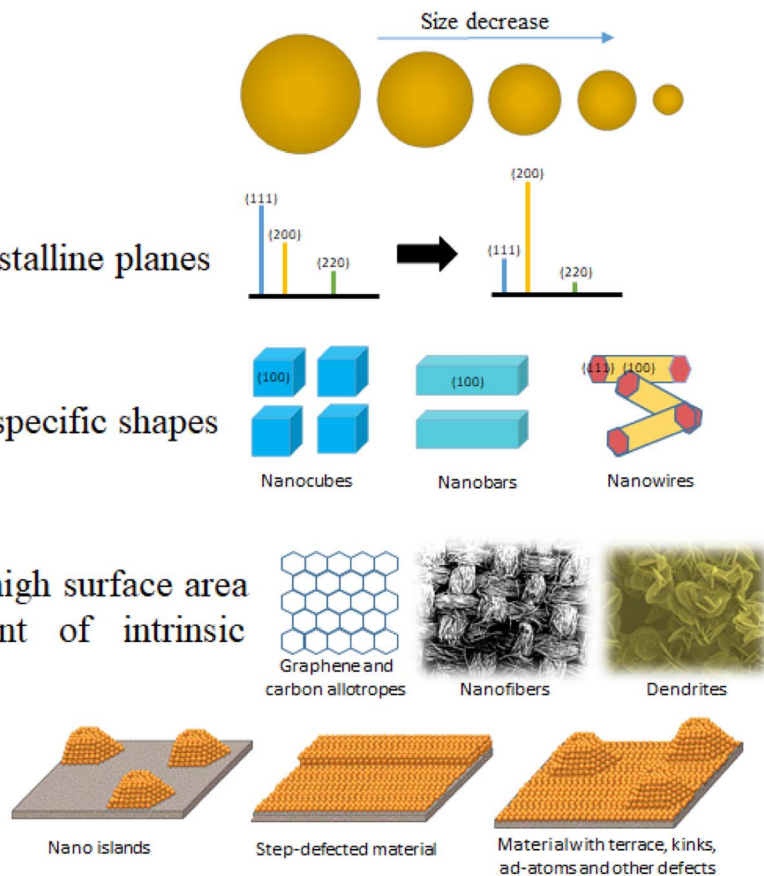 Size decrease
(111)
(200)
(220)
(200)
(111)
(220)
stalline planes
(100)
(100)
(111) (100)
specific shapes
Nanocubes
Nanobars
Nanowires
high surface area
nt of intrinsic
Graphene and
carbon allotropes
Nanofibers
Dendrites
Nano islands
Step-defected material
Material with terrace, kinks,
ad-atoms and other defects